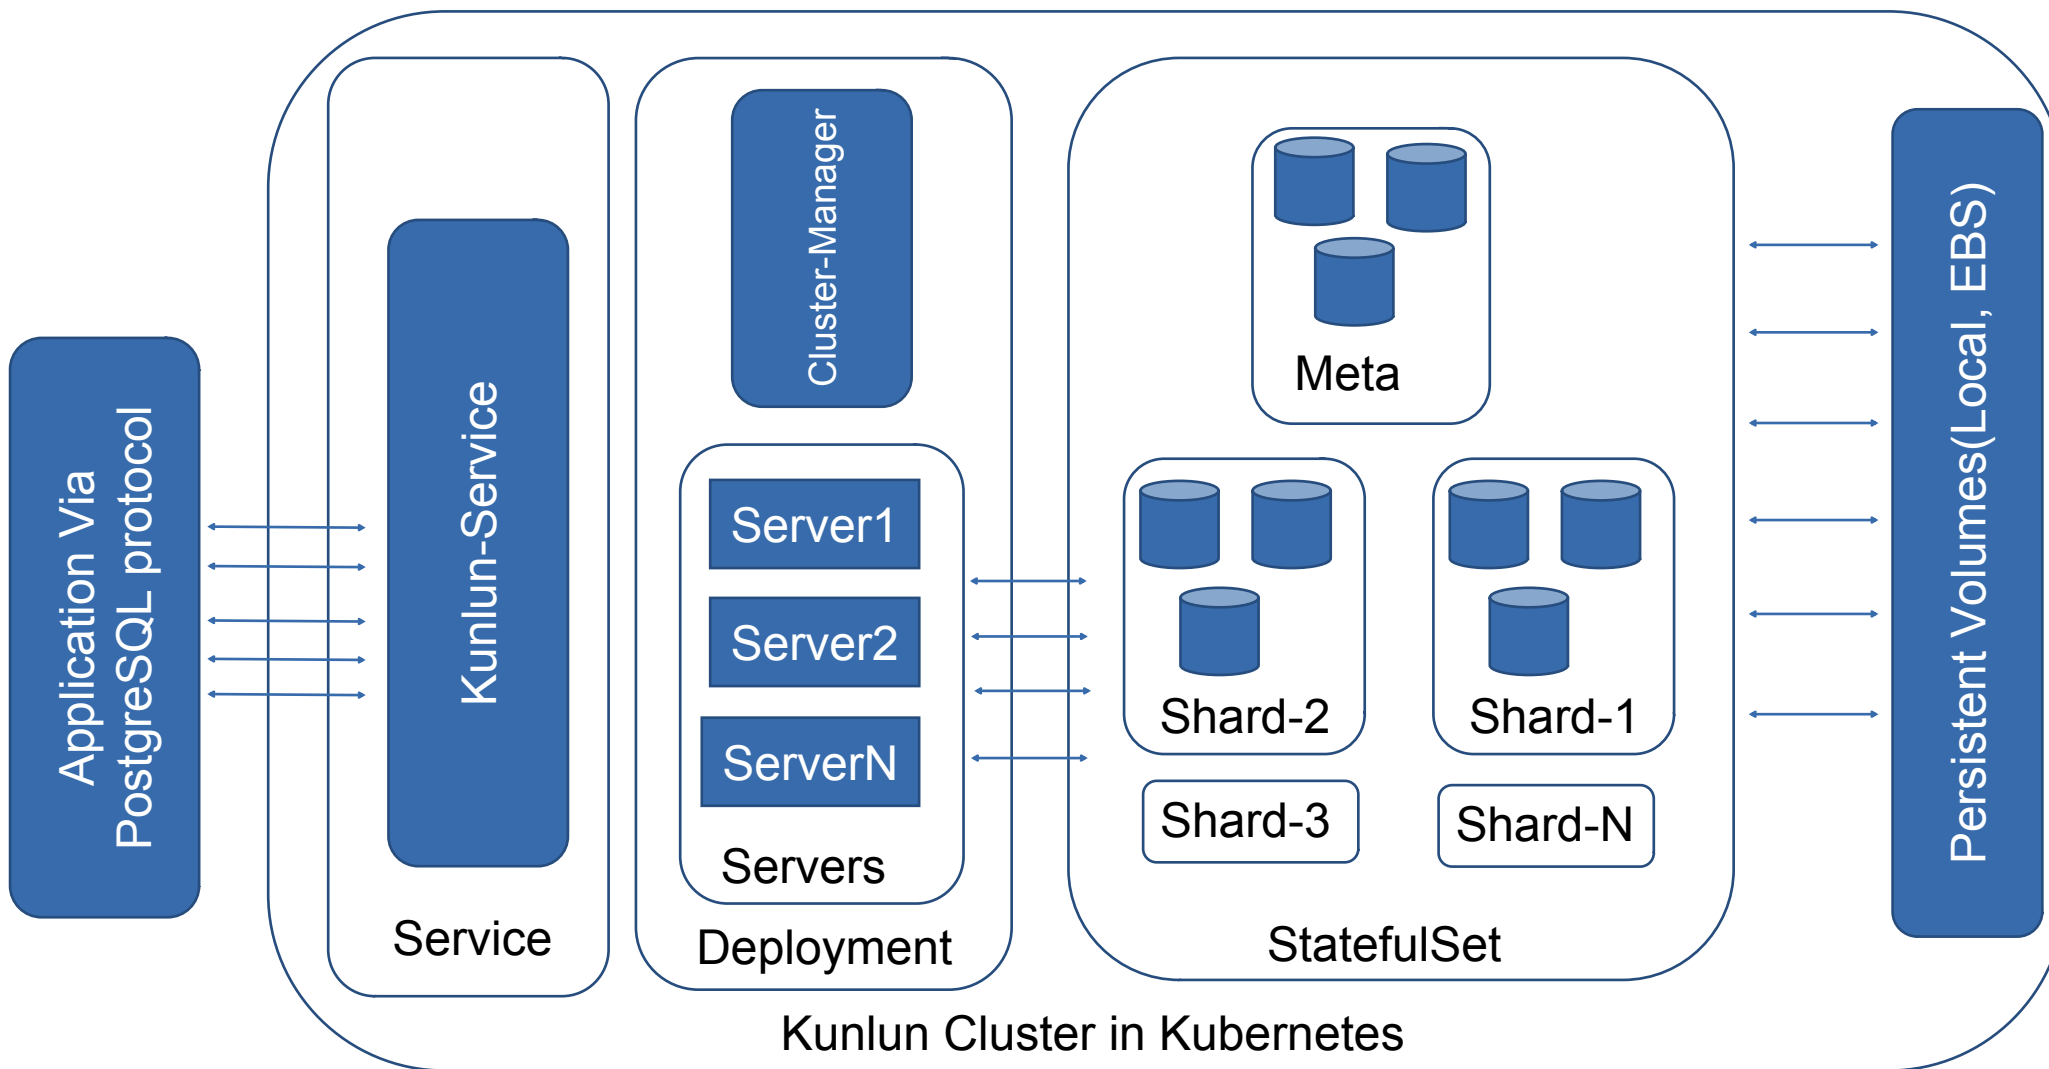 Application Via
PostgreSQL protocol
Kunlun-Service
Service
Cluster-Manager
Server1
Server2
ServerN
Servers
Deployment
Meta
Shard-2
Shard-1
Shard-3
Shard-N
StatefulSet
Persistent Volumes(Local, EBS)
Kunlun Cluster in Kubernetes